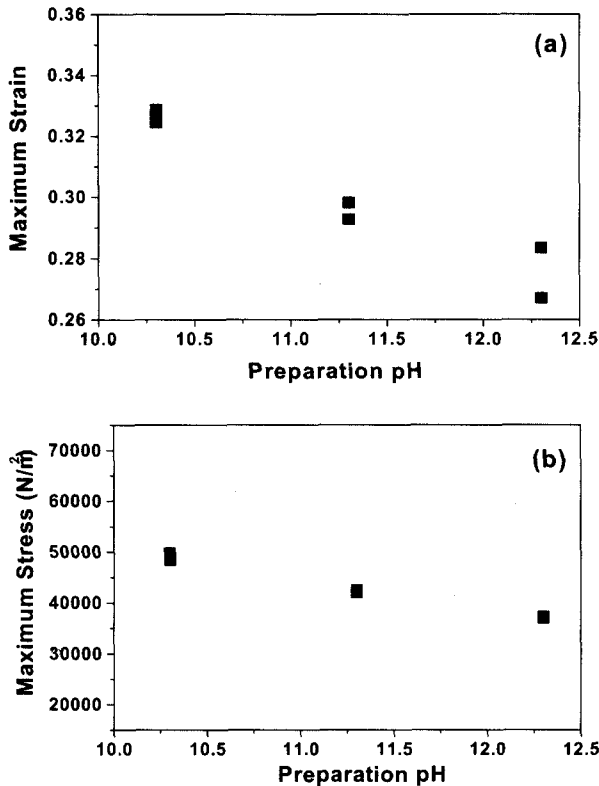 (a)
Maximum Strain
0.36
0.34
0.32
0.30
0.28
0.26
10.0 10.5 11.0 11.5 12.0 12.5
Preparation pH
(b)
Maximum Stress (N/m²)
70000
60000
50000
40000
30000
20000
10.0 10.5 11.0 11.5 12.0 12.5
Preparation pH